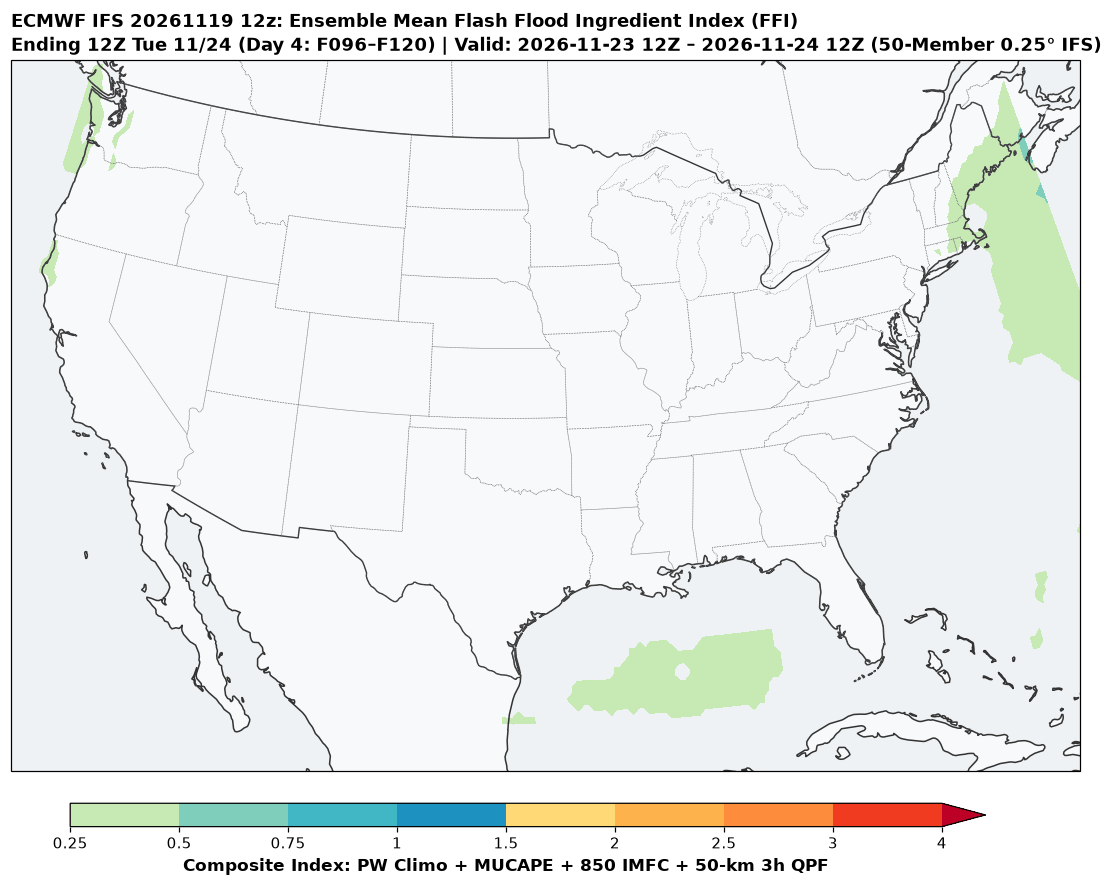 ECMWF IFS 20261119 12z: Ensemble Mean Flash Flood Ingredient Index (FFI)
Ending 12Z Tue 11/24 (Day 4: F096–F120) | Valid: 2026-11-23 12Z – 2026-11-24 12Z (50-Member 0.25° IFS)
0.25 0.5 0.75 1 1.5 2 2.5 3 4
Composite Index: PW Climo + MUCAPE + 850 IMFC + 50-km 3h QPF